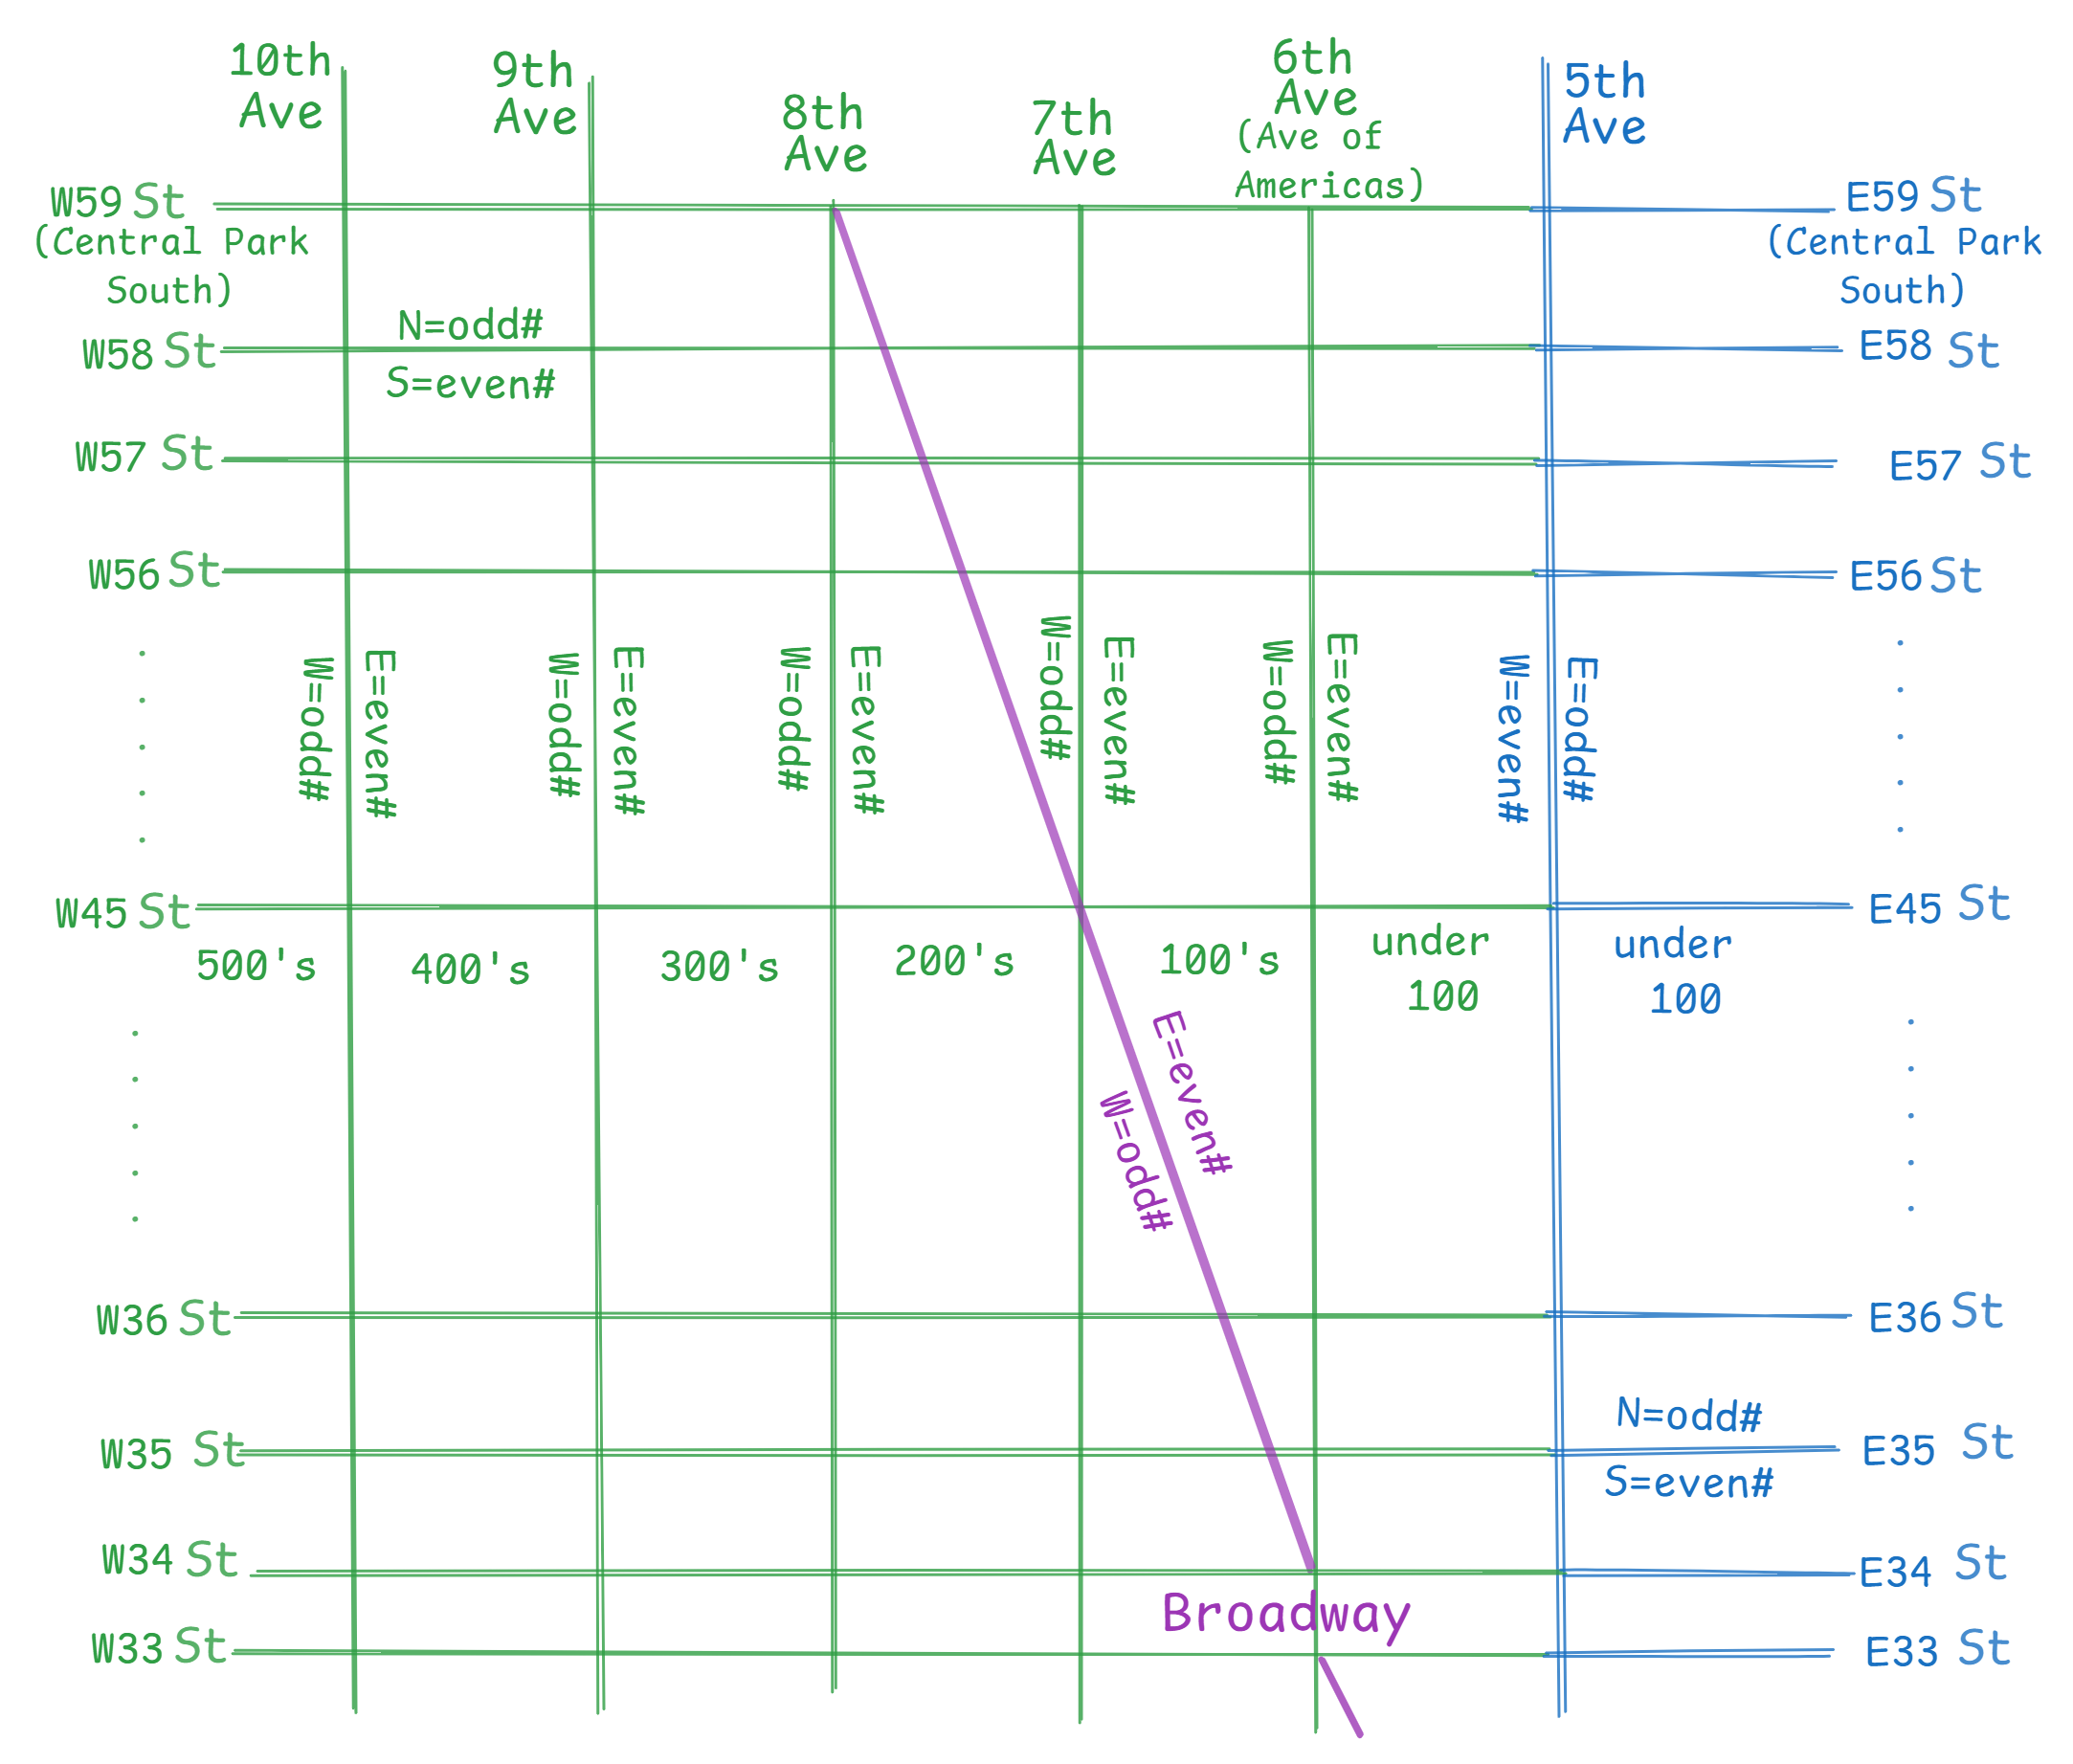 10th
Ave
9th
Ave
8th
Ave
7th
Ave
6th
Ave
(Ave of
Americas)
5th
Ave
W59 St
(Central Park
South)
E59 St
(Central Park
South)
N=odd#
W58 St
E58 St
S=even#
W57 St
E57 St
W56 St
E56 St
W=odd#
E=even#
W=odd#
E=even#
W=odd#
E=even#
W=odd#
E=even#
W=odd#
E=even#
W=even#
E=odd#
W45 St
E45 St
500's
400's
300's
200's
100's
under
100
under
100
E=even#
W=odd#
W36 St
E36 St
N=odd#
W35 St
E35 St
S=even#
W34 St
E34 St
Broadway
W33 St
E33 St